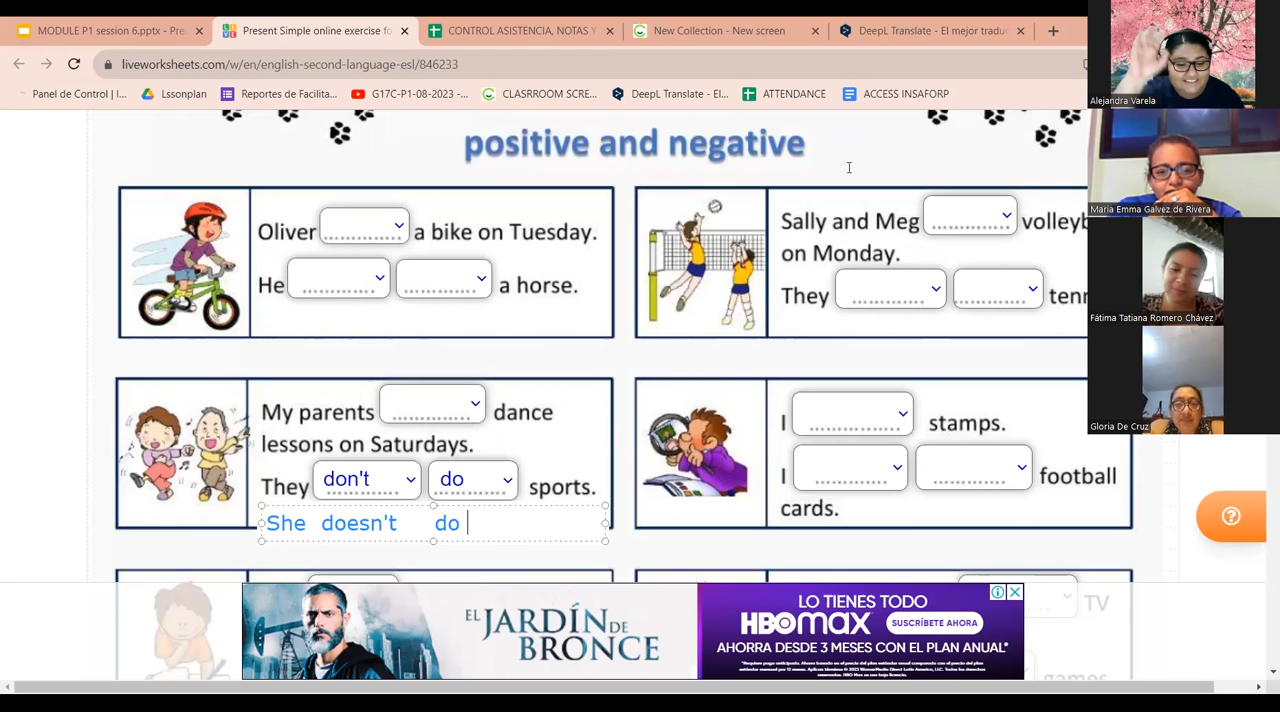 MODULE P1 session 6.pptx - Pre
Present Simple online exercise fo
CONTROL ASISTENCIA, NOTAS Y
New Collection - New screen
DeepL Translate - El mejor tradu
liveworksheets.com/w/en/english-second-language-esl/846233
Panel de Control | I...
Lssonplan
Reportes de Facilita...
G17C-P1-08-2023 -...
CLASSROOM SCRE...
DeepL Translate - El...
ATTENDANCE
ACCESS INSAFORP
Alejandra Varela
María Emma Galvez de Rivera
Fátima Tatiana Romero Chávez
Gloria De Cruz
positive and negative
Oliver ............ a bike on Tuesday.
He ............ ............ a horse.
Sally and Meg ............ volleyb
on Monday.
They ............ ............ tenn
My parents ............ dance
lessons on Saturdays.
They don't do sports.
She doesn't do
I ............ stamps.
I ............ ............ football
cards.
TV
games
EL JARDÍN DE
BRONCE
LO TIENES TODO
HBOmax SUSCRÍBETE AHORA
AHORRA DESDE 3 MESES CON EL PLAN ANUAL*